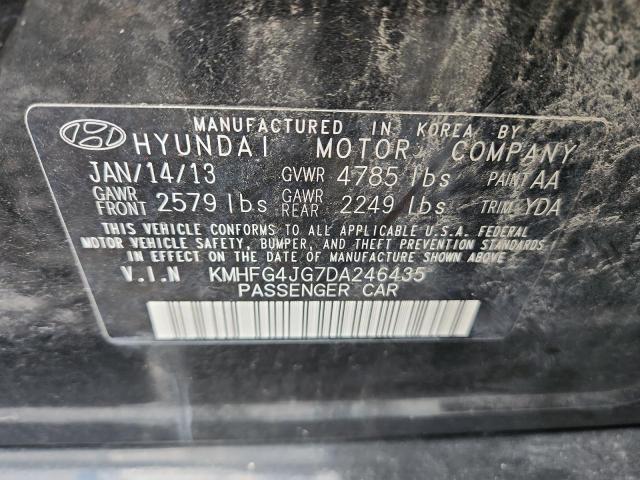 MANUFACTURED IN KOREA BY
HYUNDAI MOTOR COMPANY
JAN/14/13 GVWR 4785 lbs PAINT AA
GAWR FRONT 2579 lbs GAWR REAR 2249 lbs TRIM YDA
THIS VEHICLE CONFORMS TO ALL APPLICABLE U.S.A. FEDERAL
MOTOR VEHICLE SAFETY, BUMPER, AND THEFT PREVENTION STANDARDS
IN EFFECT ON THE DATE OF MANUFACTURE SHOWN ABOVE.
V.I.N KMHFG4JG7DA246435
PASSENGER CAR